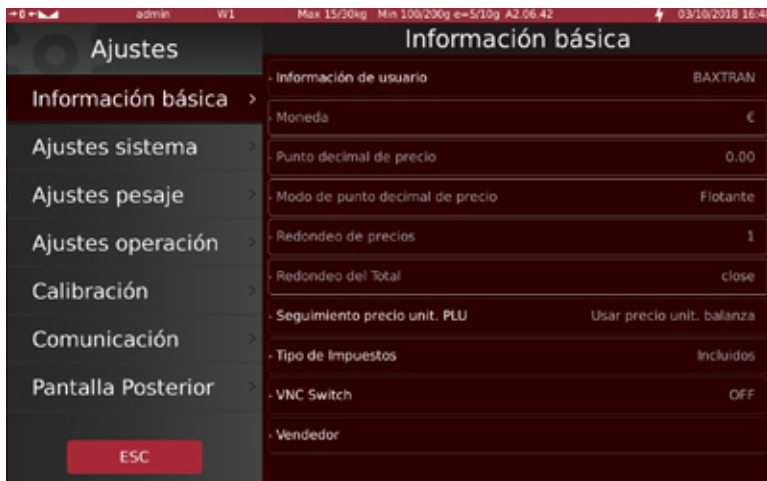 →0← admin W1 Max 15/30kg Min 100/200g e=5/10g A2.06.42 03/10/2018 16:4
Ajustes
Información básica >
Ajustes sistema >
Ajustes pesaje >
Ajustes operación >
Calibración >
Comunicación >
Pantalla Posterior >
ESC
Información básica
- Información de usuario BAXTRAN
- Moneda €
- Punto decimal de precio 0.00
- Modo de punto decimal de precio Flotante
- Redondeo de precios 1
- Redondeo del Total close
- Seguimiento precio unit. PLU Usar precio unit. balanza
- Tipo de Impuestos Incluidos
- VNC Switch OFF
- Vendedor